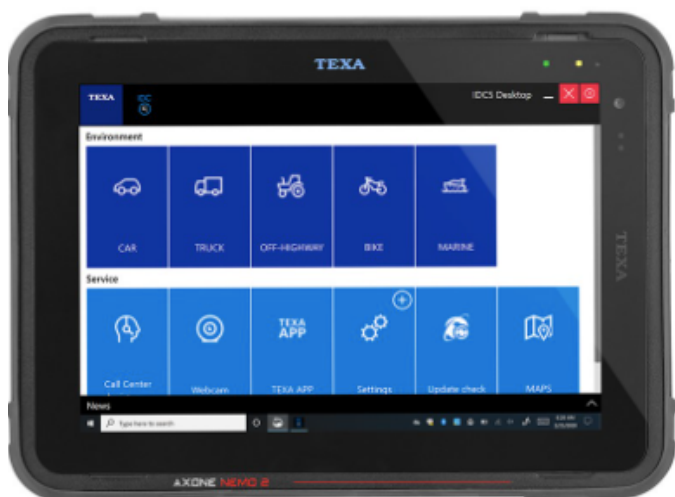 TEXA
TEXA
IDC5 Desktop
Environment
CAR
TRUCK
OFF-HIGHWAY
BIKE
MARINE
Service
TEXA
APP
Call Center
Webcam
TEXA APP
Settings
Update check
MAPS
News
Type here to search
TEXA
AXONE NEMO 2